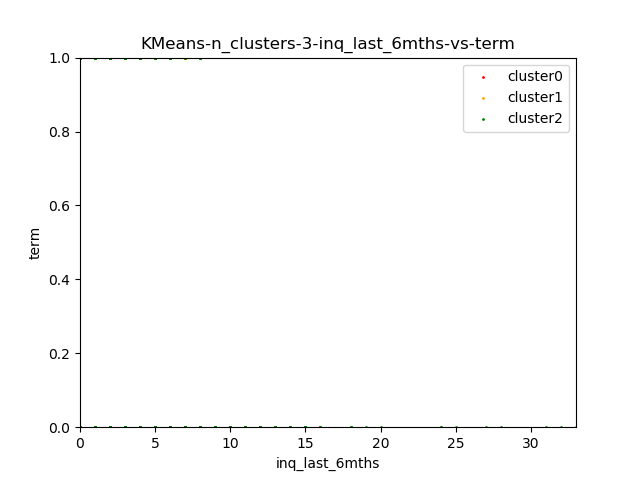 KMeans-n_clusters-3-inq_last_6mths-vs-term
1.0
cluster0
cluster1
cluster2
0.8
0.6
term
0.4
0.2
0.0
0 5 10 15 20 25 30
inq_last_6mths